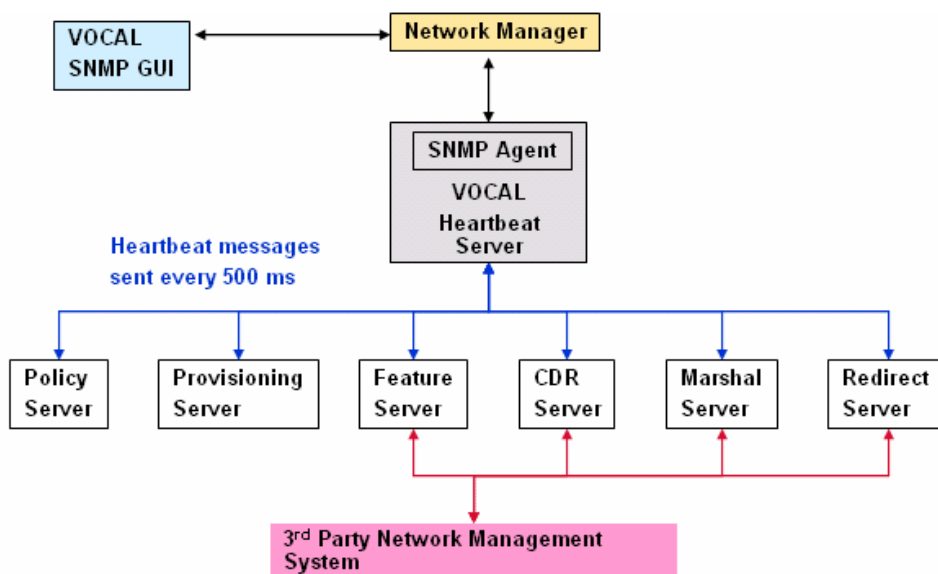 VOCAL
SNMP GUI
Network Manager
SNMP Agent
VOCAL
Heartbeat
Server
Heartbeat messages
sent every 500 ms
Policy
Server
Provisioning
Server
Feature
Server
CDR
Server
Marshal
Server
Redirect
Server
3rd Party Network Management
System